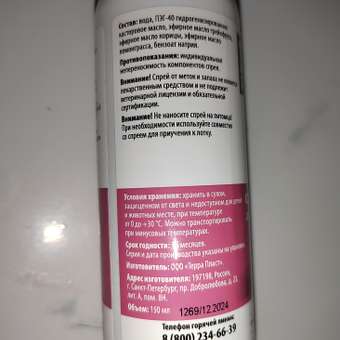 Состав: вода, ПЭГ-40 гидрогенизированное
касторовое масло, эфирное масло грейпфрута,
эфирное масло корицы, эфирное масло
лемонграсса, бензоат натрия.
Противопоказания: индивидуальная
непереносимость компонентов спрея.
Внимание! Спрей от меток и запаха не является
лекарственным средством и не подлежит
ветеринарной лицензии и обязательной
сертификации.
Внимание! Не наносите спрей на питомца!
При необходимости используйте совместно
со спреем для приучения к лотку.
Условия хранения: хранить в сухом,
защищенном от света и недоступном для детей
и животных месте, при температуре
от 0 до +30 °С. Можно транспортировать
при минусовых температурах.
Срок годности: месяцев.
Серия и дата производства указаны на упаковке.
Изготовитель: ООО «Терра Пласт».
Адрес изготовителя: 197198, Россия,
г. Санкт-Петербург, пр. Добролюбова, д.
лит. А, пом. 8Н.
Объем: 150 мл
1269/12.2024
Телефон горячей линии:
8 (800) 234-66-39